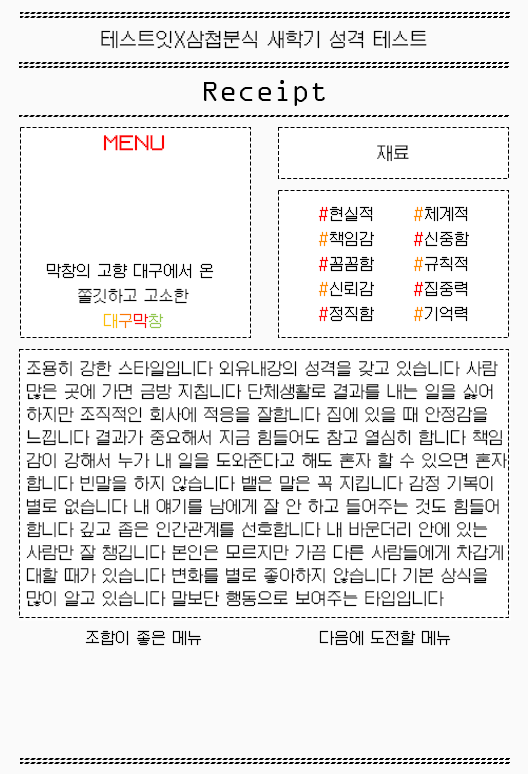 테스트잇X삼첩분식 새학기 성격 테스트
Receipt
MENU
막창의 고향 대구에서 온
쫄깃하고 고소한
대구막창
재료
#현실적 #체계적
#책임감 #신중함
#꼼꼼함 #규칙적
#신뢰감 #집중력
#정직함 #기억력
조용히 강한 스타일입니다 외유내강의 성격을 갖고 있습니다 사람
많은 곳에 가면 금방 지칩니다 단체생활로 결과를 내는 일을 싫어
하지만 조직적인 회사에 적응을 잘합니다 집에 있을 때 안정감을
느낍니다 결과가 중요해서 지금 힘들어도 참고 열심히 합니다 책임
감이 강해서 누가 내 일을 도와준다고 해도 혼자 할 수 있으면 혼자
합니다 빈말을 하지 않습니다 뱉은 말은 꼭 지킵니다 감정 기복이
별로 없습니다 내 얘기를 남에게 잘 안 하고 들어주는 것도 힘들어
합니다 깊고 좁은 인간관계를 선호합니다 내 바운더리 안에 있는
사람만 잘 챙깁니다 본인은 모르지만 가끔 다른 사람들에게 차갑게
대할 때가 있습니다 변화를 별로 좋아하지 않습니다 기본 상식을
많이 알고 있습니다 말보단 행동으로 보여주는 타입입니다
조합이 좋은 메뉴
다음에 도전할 메뉴